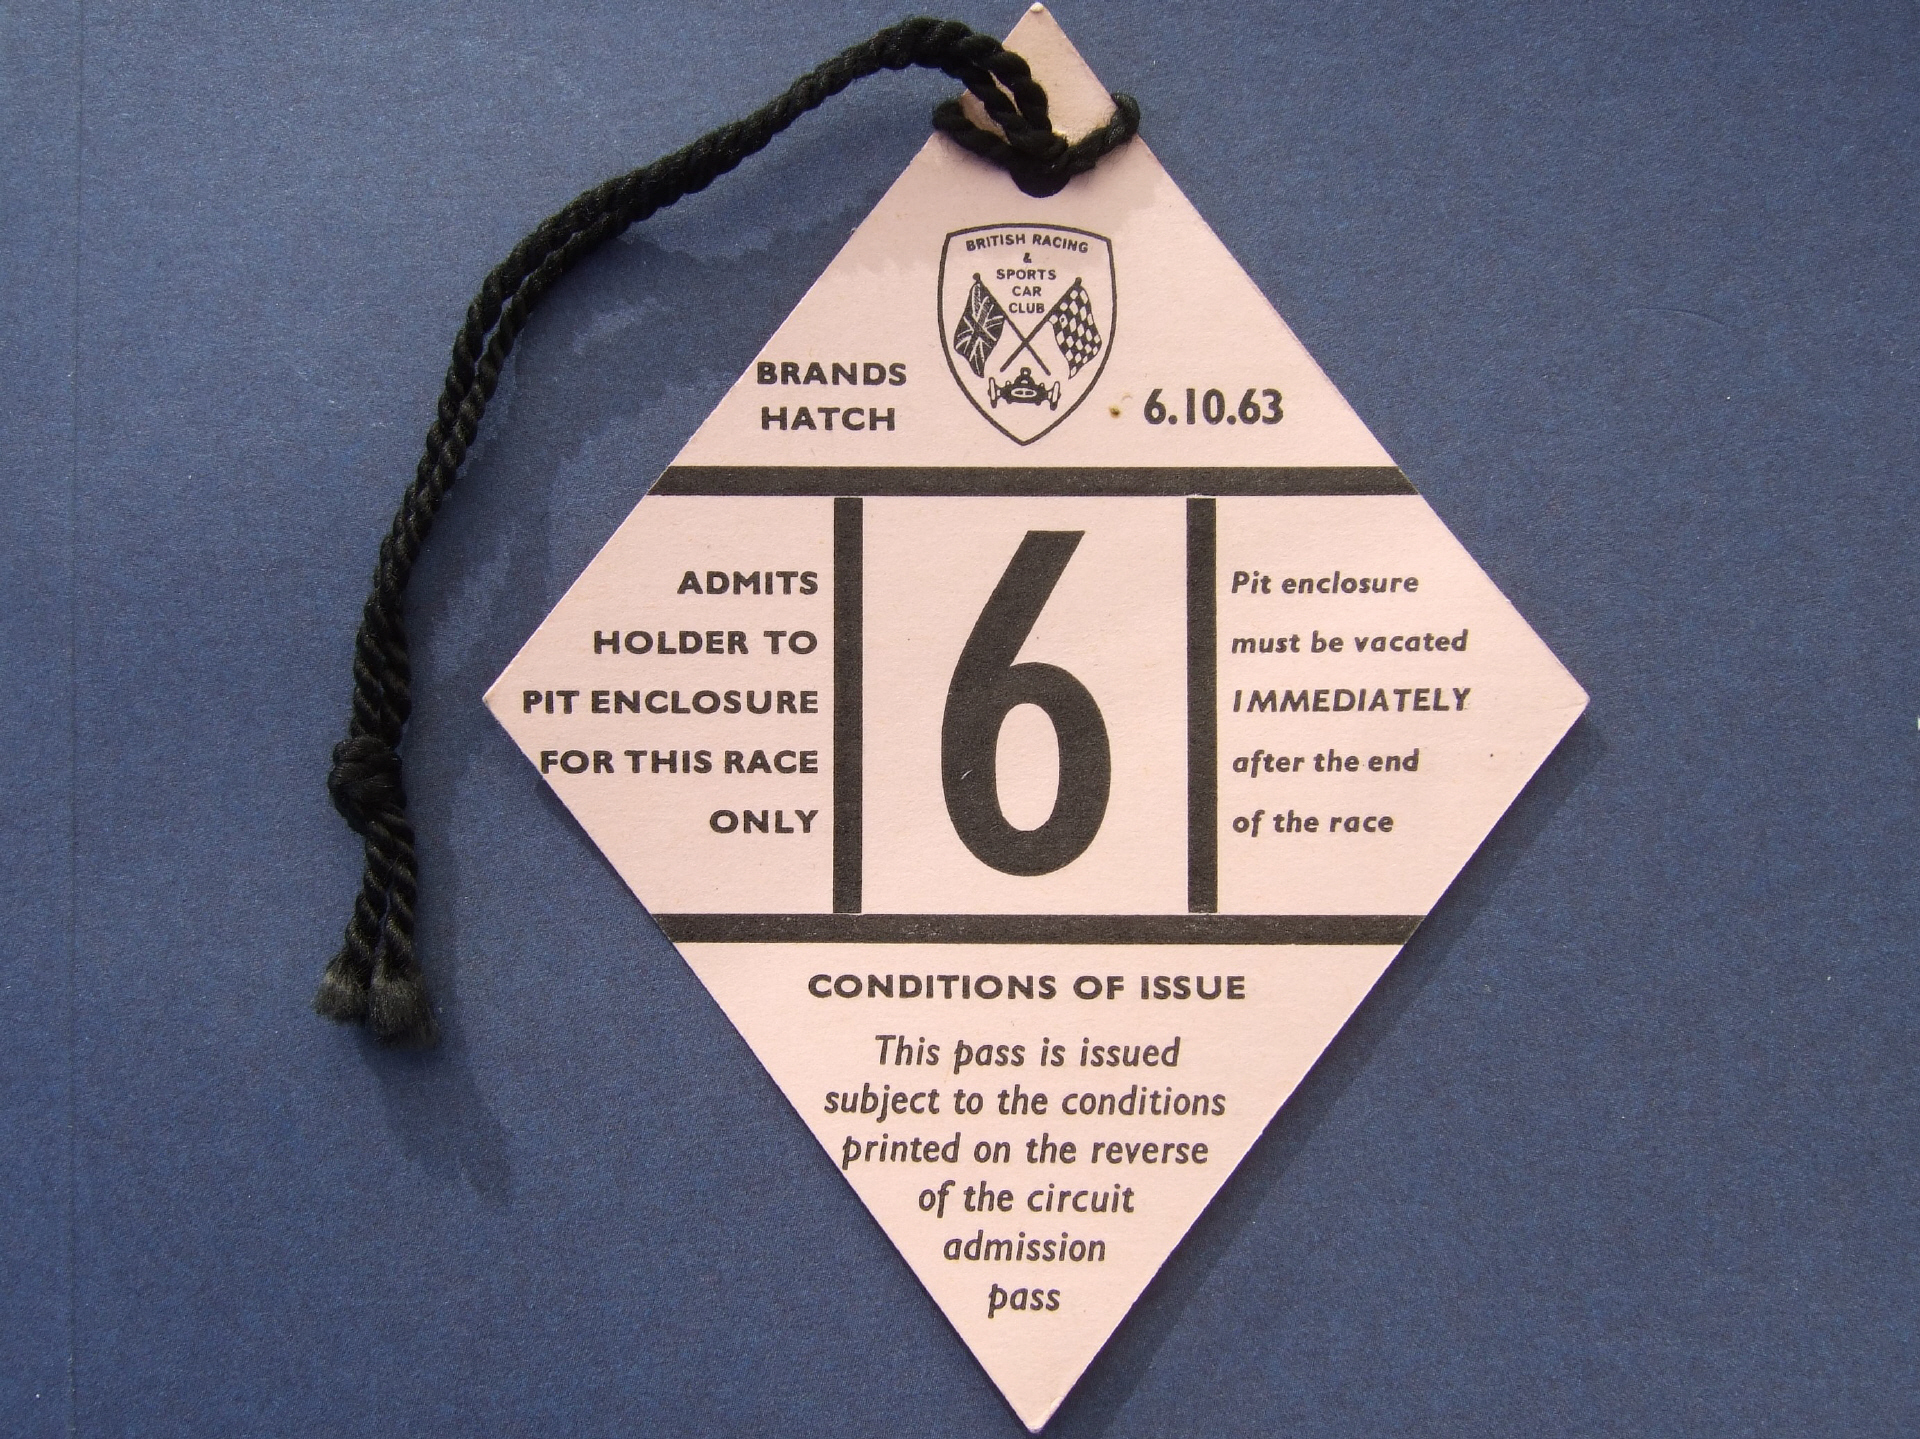 BRITISH RACING
&
SPORTS
CAR
CLUB
BRANDS
HATCH
6.10.63
ADMITS
HOLDER TO
PIT ENCLOSURE
FOR THIS RACE
ONLY
6
Pit enclosure
must be vacated
IMMEDIATELY
after the end
of the race
CONDITIONS OF ISSUE
This pass is issued
subject to the conditions
printed on the reverse
of the circuit
admission
pass